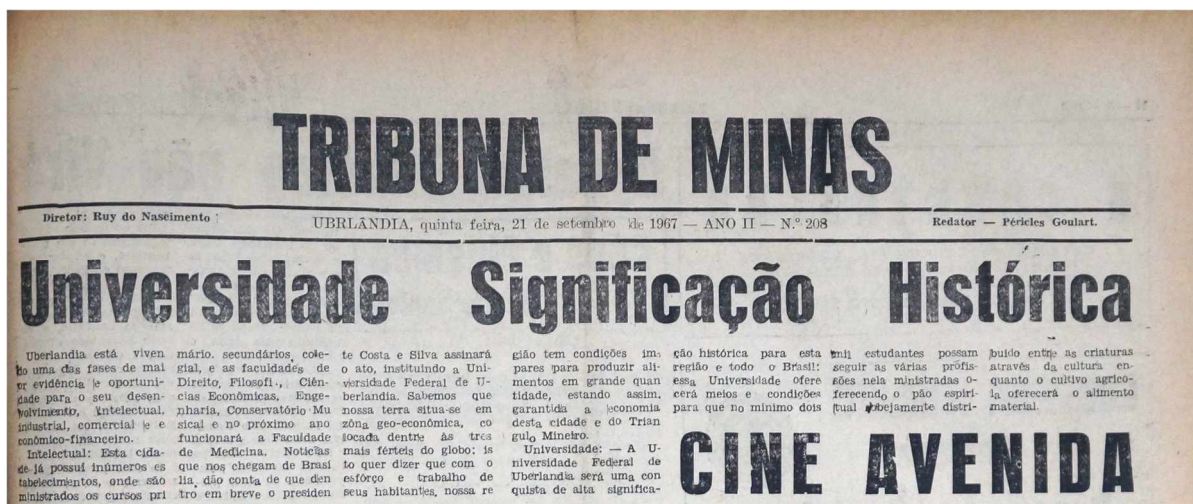 TRIBUNA DE MINAS
Diretor: Ruy do Nascimento
UBRLÂNDIA, quinta feira, 21 de setembro de 1967 — ANO II — N.º 208
Redator — Péricles Goulart.
Universidade Significação Histórica
Uberlandia está viven
do uma das fases de mai
or evidência e oportuni-
dade para o seu desen-
volvimento, intelectual,
industrial, comercial e e
conômico-financeiro.
Intelectual: Esta cida-
de já possui inúmeros es
tabelecimentos, onde são
ministrados os cursos pri
mário. secundários, cole-
gial, e as faculdades de
Direito, Filosofi., Ciên-
cias Econômicas, Enge-
nharia, Conservatório Mu
sical e no próximo ano
funcionará a Faculdade
de Medicina. Noticias
que nos chegam de Brasi
lia, dão conta de que den
tro em breve o presiden
te Costa e Silva assinará
o ato, instituindo a Uni-
versidade Federal de U-
berlandia. Sabemos que
nossa terra situa-se em
zôna geo-econômica, co
locada dentre às tres
mais férteis do globo: is
to quer dizer que com o
esfôrço e trabalho de
seus habitantes, nossa re
gião tem condições im-
pares para produzir ali-
mentos em grande quan
tidade, estando assim.
garantida a economia
desta cidade e do Trian
gulo Mineiro.
Universidade: — A U-
niversidade Federal de
Uberlandia será uma con
quista de alta significa-
ção histórica para esta
região e todo o Brasil:
essa Universidade ofere
cerá meios e condições
para que no minimo dois
mil estudantes possam
seguir as várias profis-
sões nela ministradas o-
ferecendo o pão espiri-
tual sobejamente distri-
buido entre as criaturas
através da cultura en-
quanto o cultivo agrico-
la oferecerá o alimento
material.
CINE AVENIDA